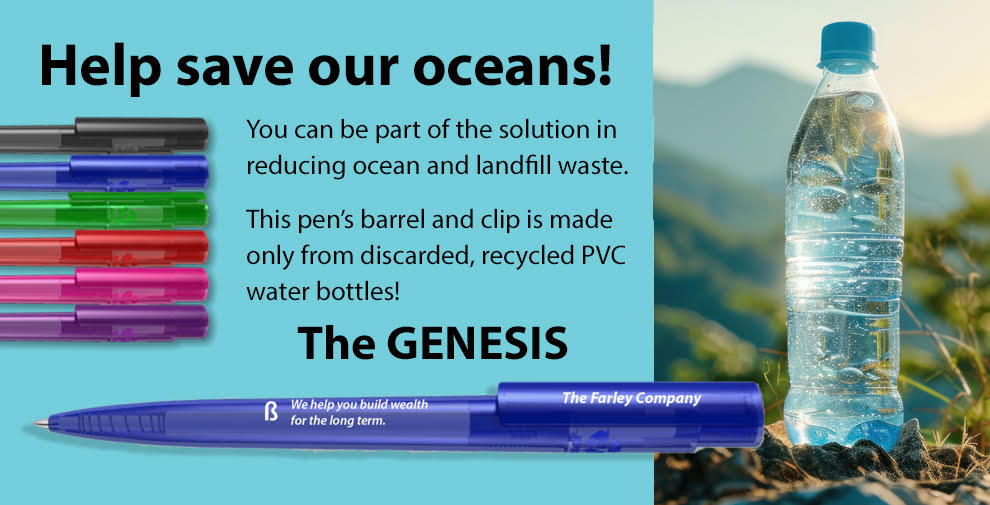 Help save our oceans!
You can be part of the solution in
reducing ocean and landfill waste.
This pen’s barrel and clip is made
only from discarded, recycled PVC
water bottles!
The GENESIS
The Farley Company
ß We help you build wealth
for the long term.